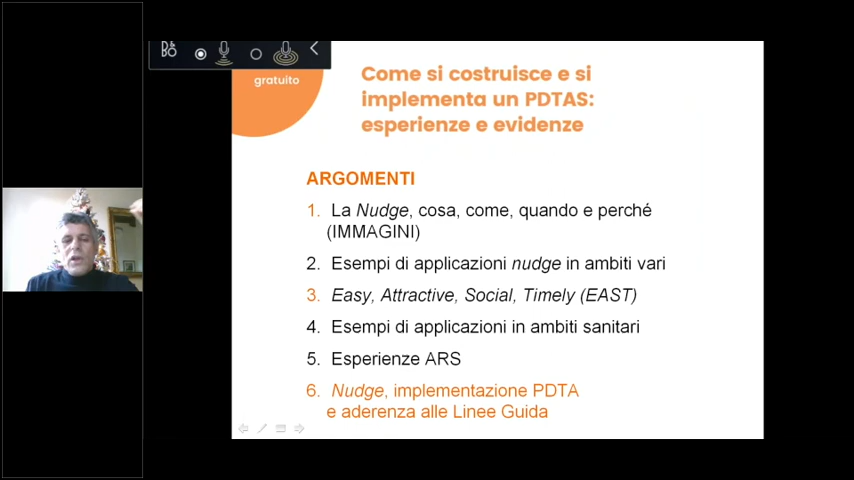 gratuito
Come si costruisce e si
implementa un PDTAS:
esperienze e evidenze
ARGOMENTI
1. La Nudge, cosa, come, quando e perché
(IMMAGINI)
2. Esempi di applicazioni nudge in ambiti vari
3. Easy, Attractive, Social, Timely (EAST)
4. Esempi di applicazioni in ambiti sanitari
5. Esperienze ARS
6. Nudge, implementazione PDTA
e aderenza alle Linee Guida